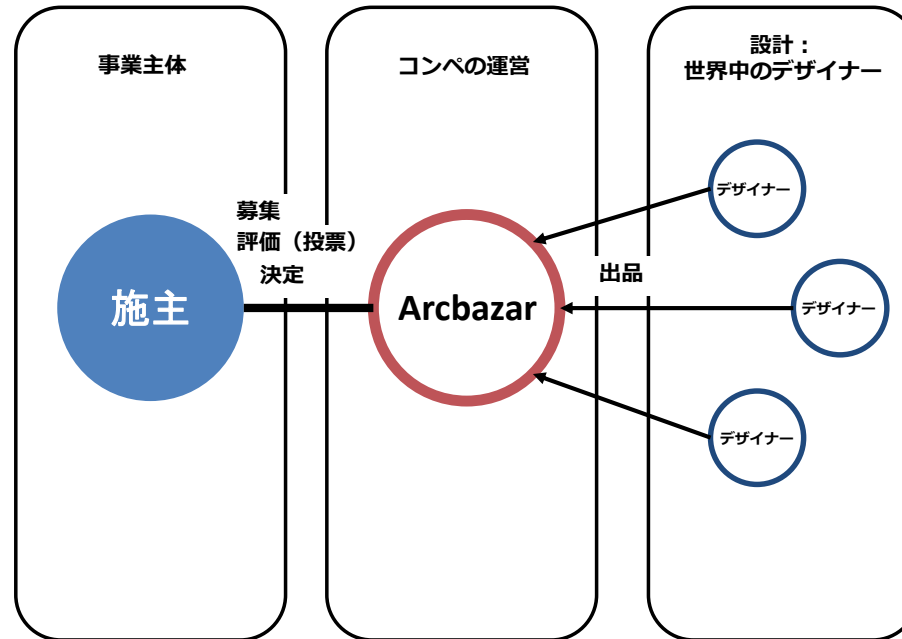 事業主体
コンペの運営
設計：
世界中のデザイナー
募集
評価（投票）
決定
施主
Arcbazar
出品
デザイナー
デザイナー
デザイナー